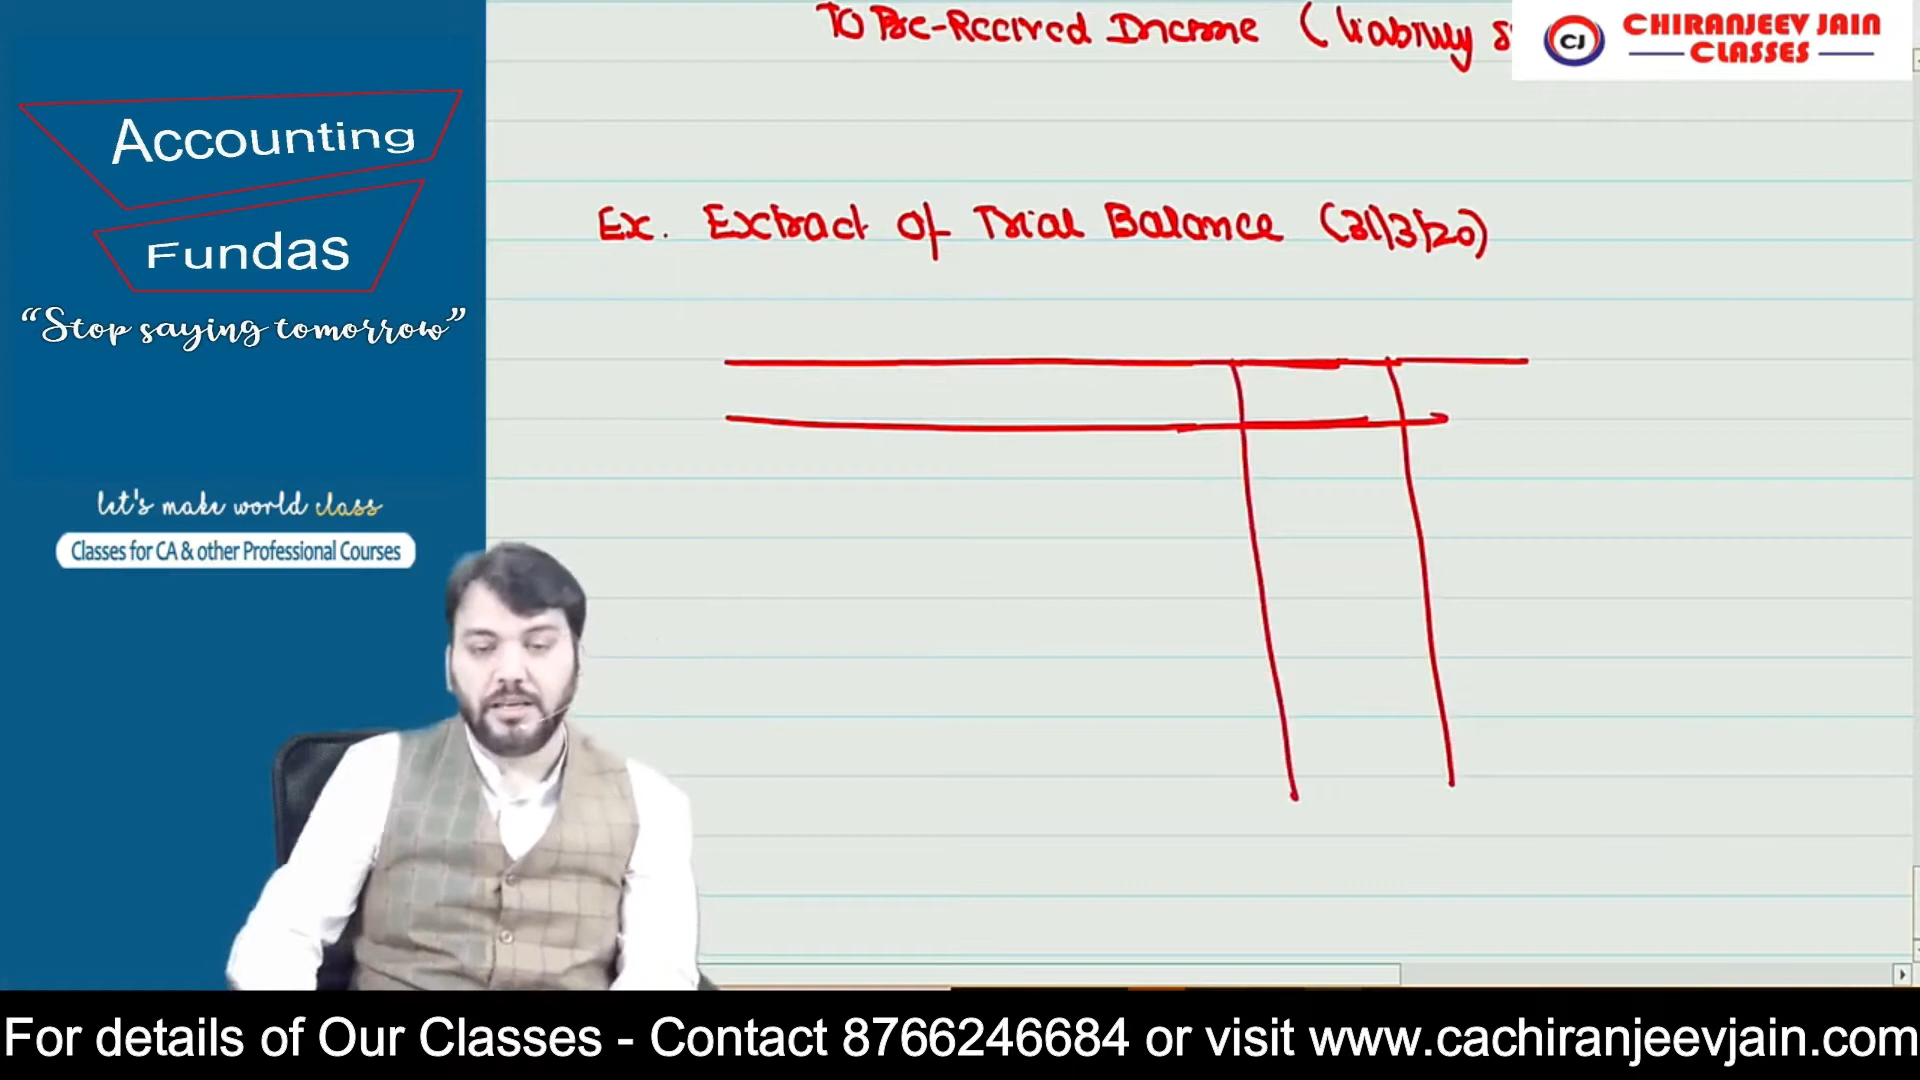 To Pre-Received Income (liability s
CJ
CHIRANJEEV JAIN
CLASSES
Accounting
Fundas
“Stop saying tomorrow”
Ex. Extract of Trial Balance (31/3/20)
let's make world class
Classes for CA & other Professional Courses
For details of Our Classes - Contact 8766246684 or visit www.cachiranjeevjain.com